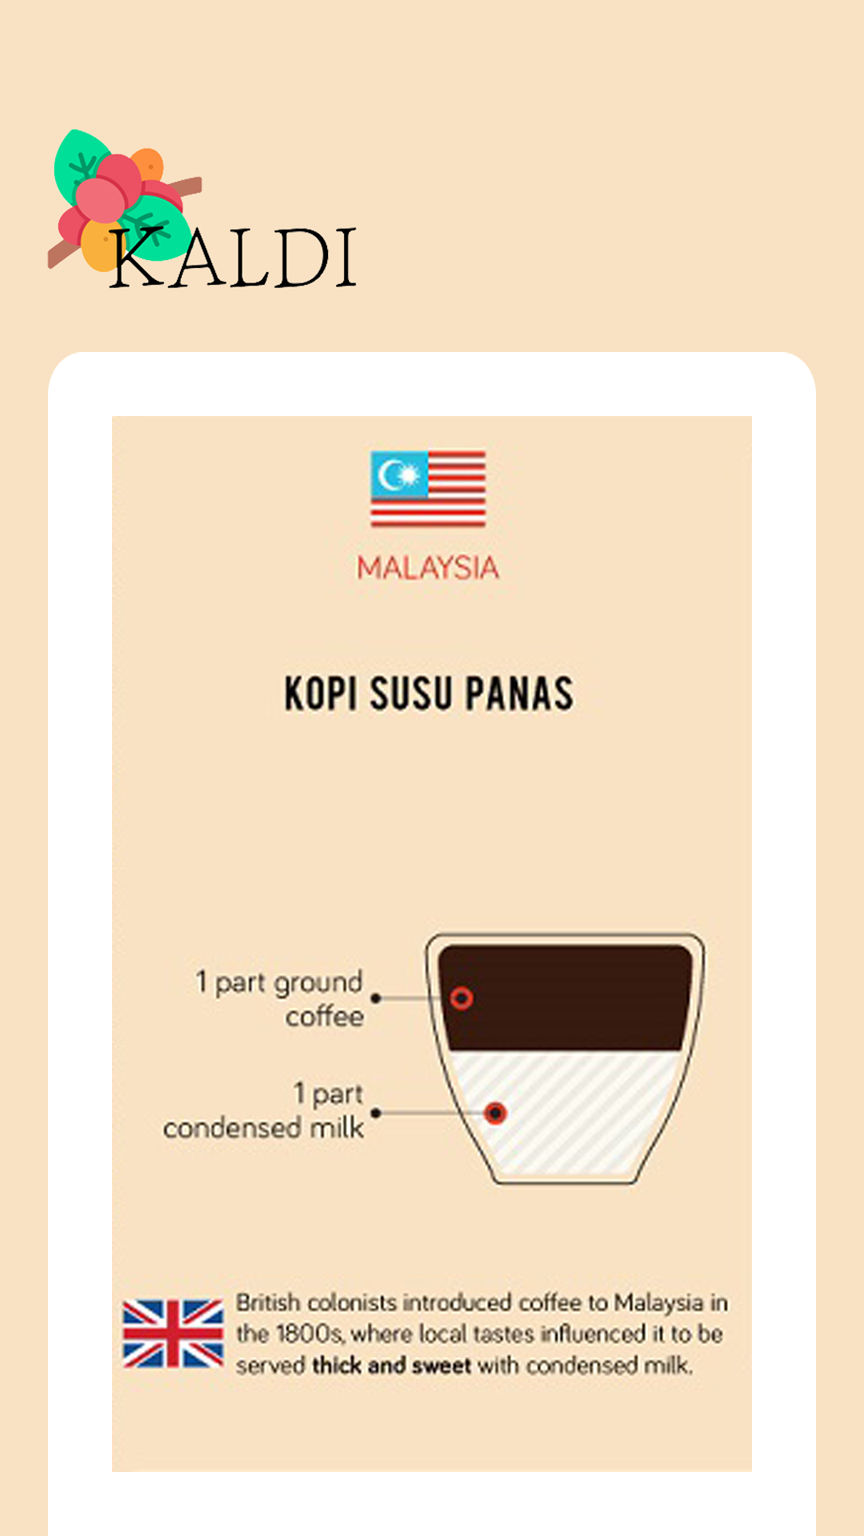 KALDI
MALAYSIA
KOPI SUSU PANAS
1 part ground
coffee
1 part
condensed milk
British colonists introduced coffee to Malaysia in
the 1800s, where local tastes influenced it to be
served thick and sweet with condensed milk.